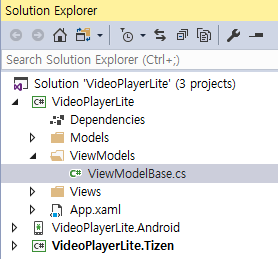 Solution Explorer
Search Solution Explorer (Ctrl+;)
Solution 'VideoPlayerLite' (3 projects)
C# VideoPlayerLite
Dependencies
Models
ViewModels
C# ViewModelBase.cs
Views
App.xaml
VideoPlayerLite.Android
C# VideoPlayerLite.Tizen